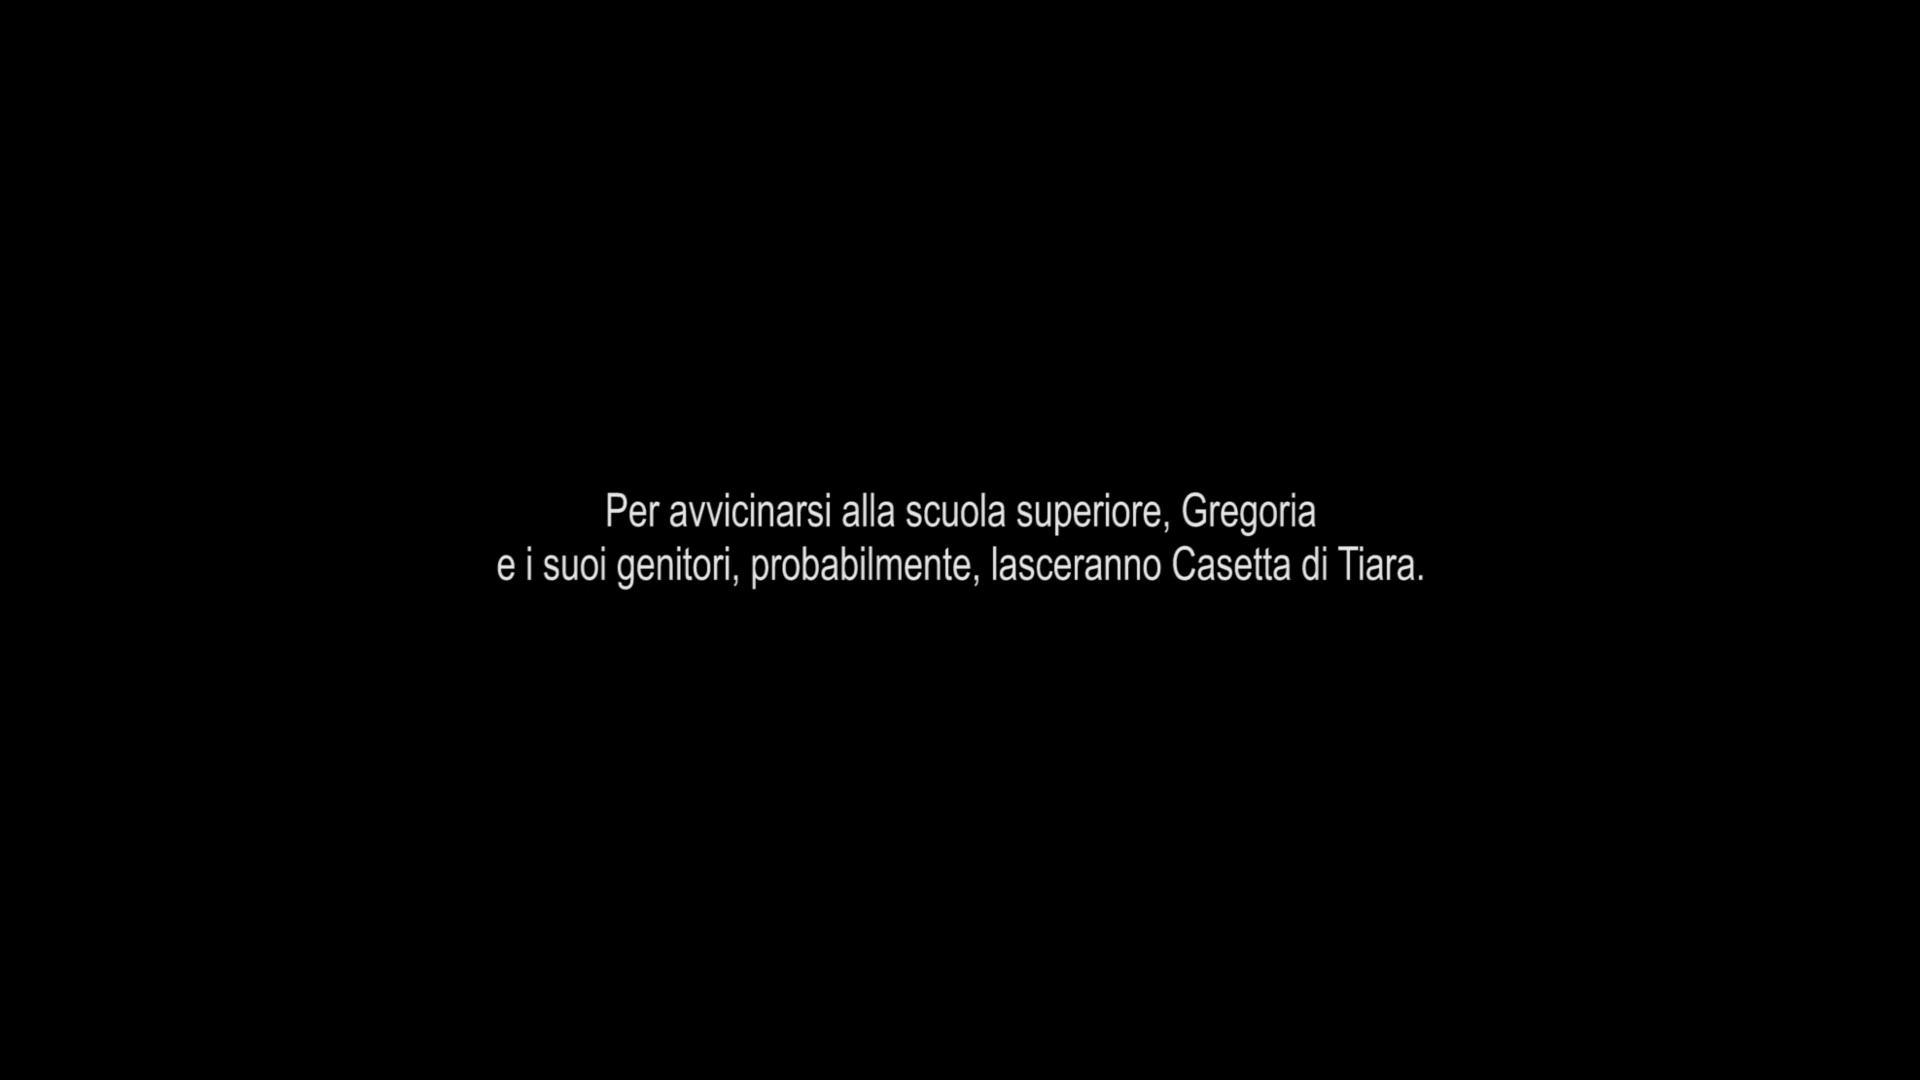 Per avvicinarsi alla scuola superiore, Gregoria
e i suoi genitori, probabilmente, lasceranno Casetta di Tiara.